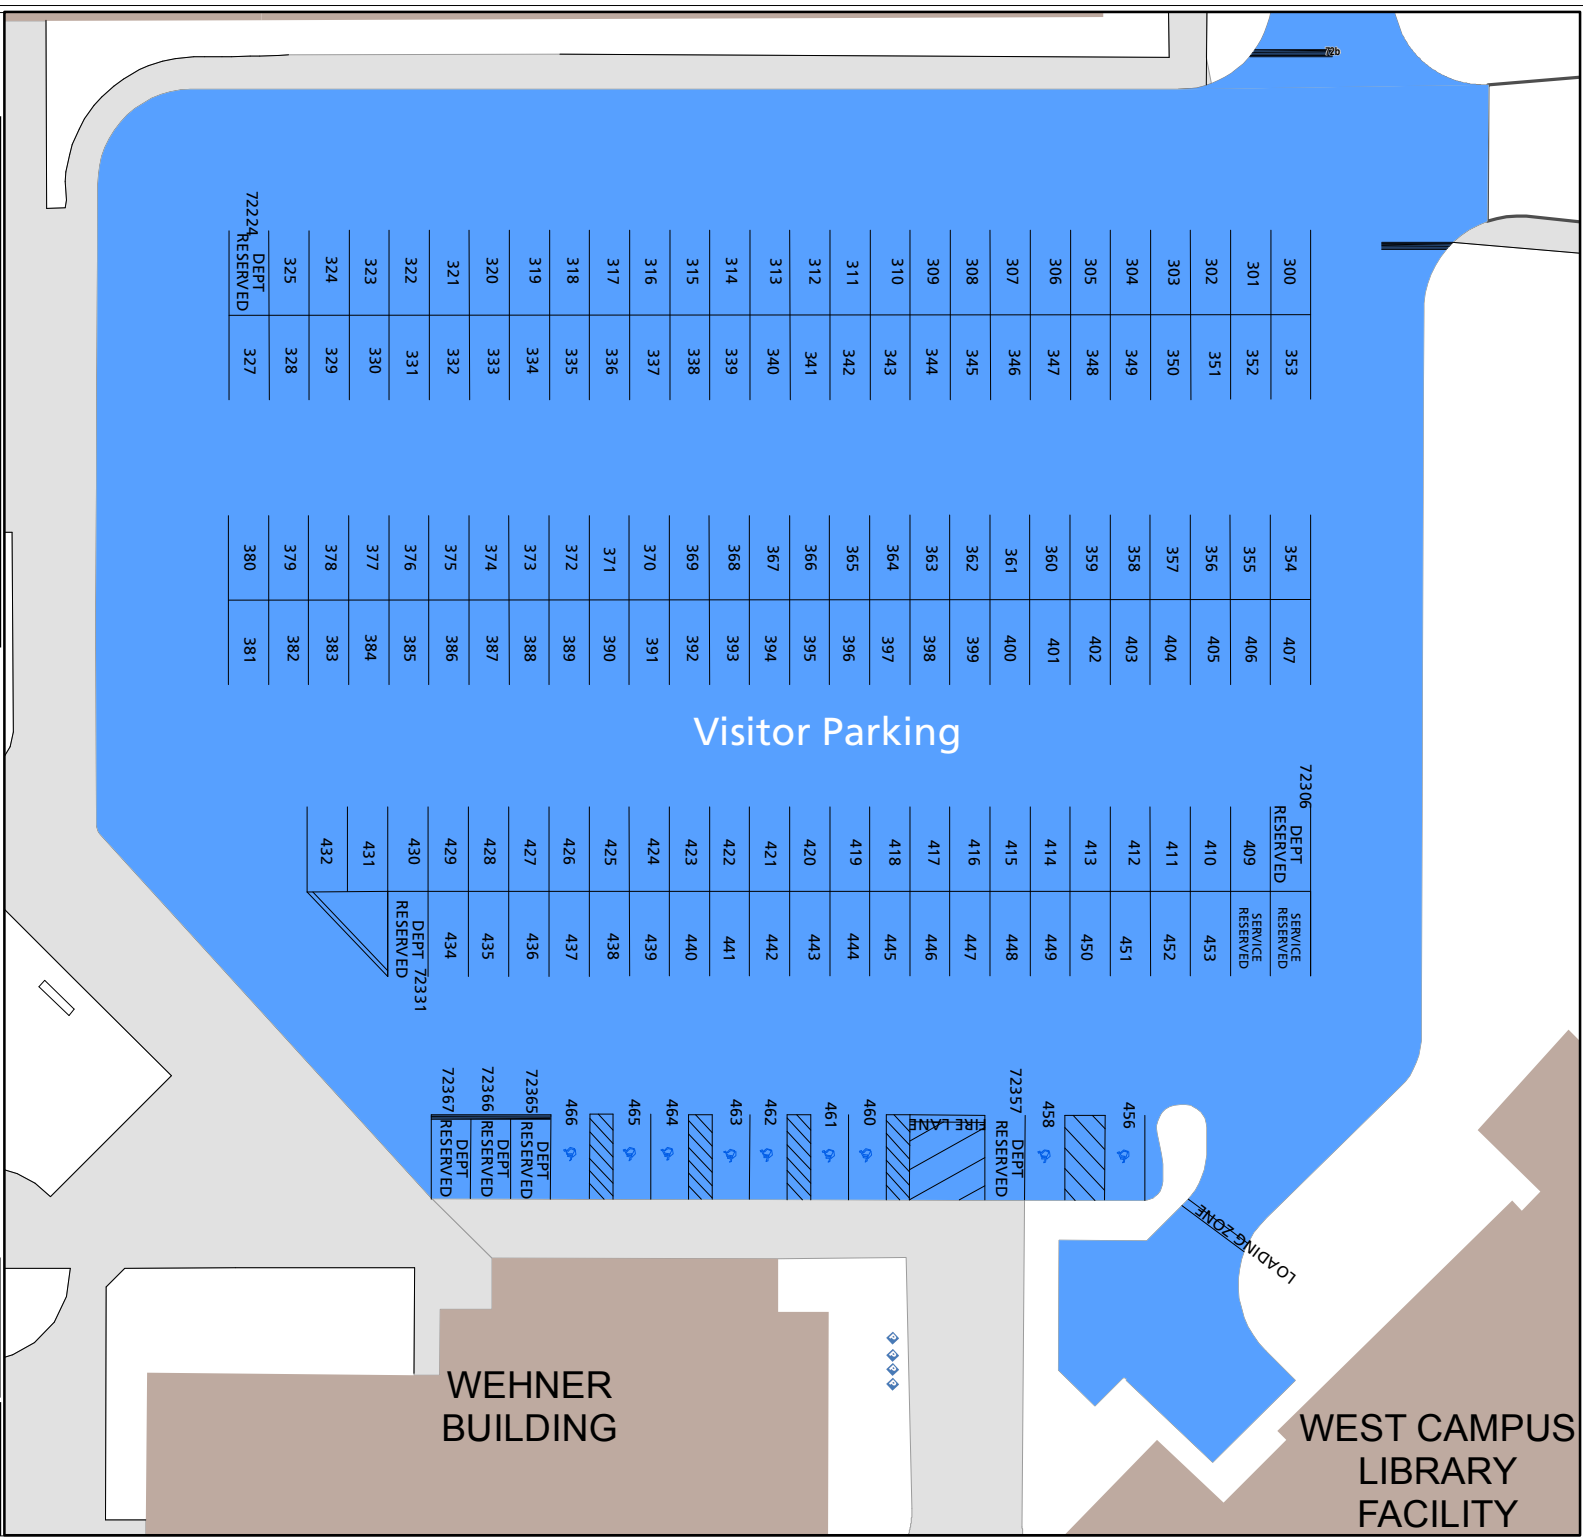 72b
72224
DEPT
RESERVED
325 324 323 322 321 320 319 318 317 316 315 314 313 312 311 310 309 308 307 306 305 304 303 302 301 300
327 328 329 330 331 332 333 334 335 336 337 338 339 340 341 342 343 344 345 346 347 348 349 350 351 352 353
380 379 378 377 376 375 374 373 372 371 370 369 368 367 366 365 364 363 362 361 360 359 358 357 356 355 354
381 382 383 384 385 386 387 388 389 390 391 392 393 394 395 396 397 398 399 400 401 402 403 404 405 406 407
Visitor Parking
72306
432 431 430 429 428 427 426 425 424 423 422 421 420 419 418 417 416 415 414 413 412 411 410 409
DEPT
RESERVED
DEPT 72331
RESERVED
434 435 436 437 438 439 440 441 442 443 444 445 446 447 448 449 450 451 452 453
SERVICE
RESERVED
SERVICE
RESERVED
72367
DEPT
RESERVED
72366
DEPT
RESERVED
72365
DEPT
RESERVED
466 465 464 463 462 461 460
FIRE LANE
72357
DEPT
RESERVED
458 456
LOADING ZONE
WEHNER
BUILDING
WEST CAMPUS
LIBRARY
FACILITY